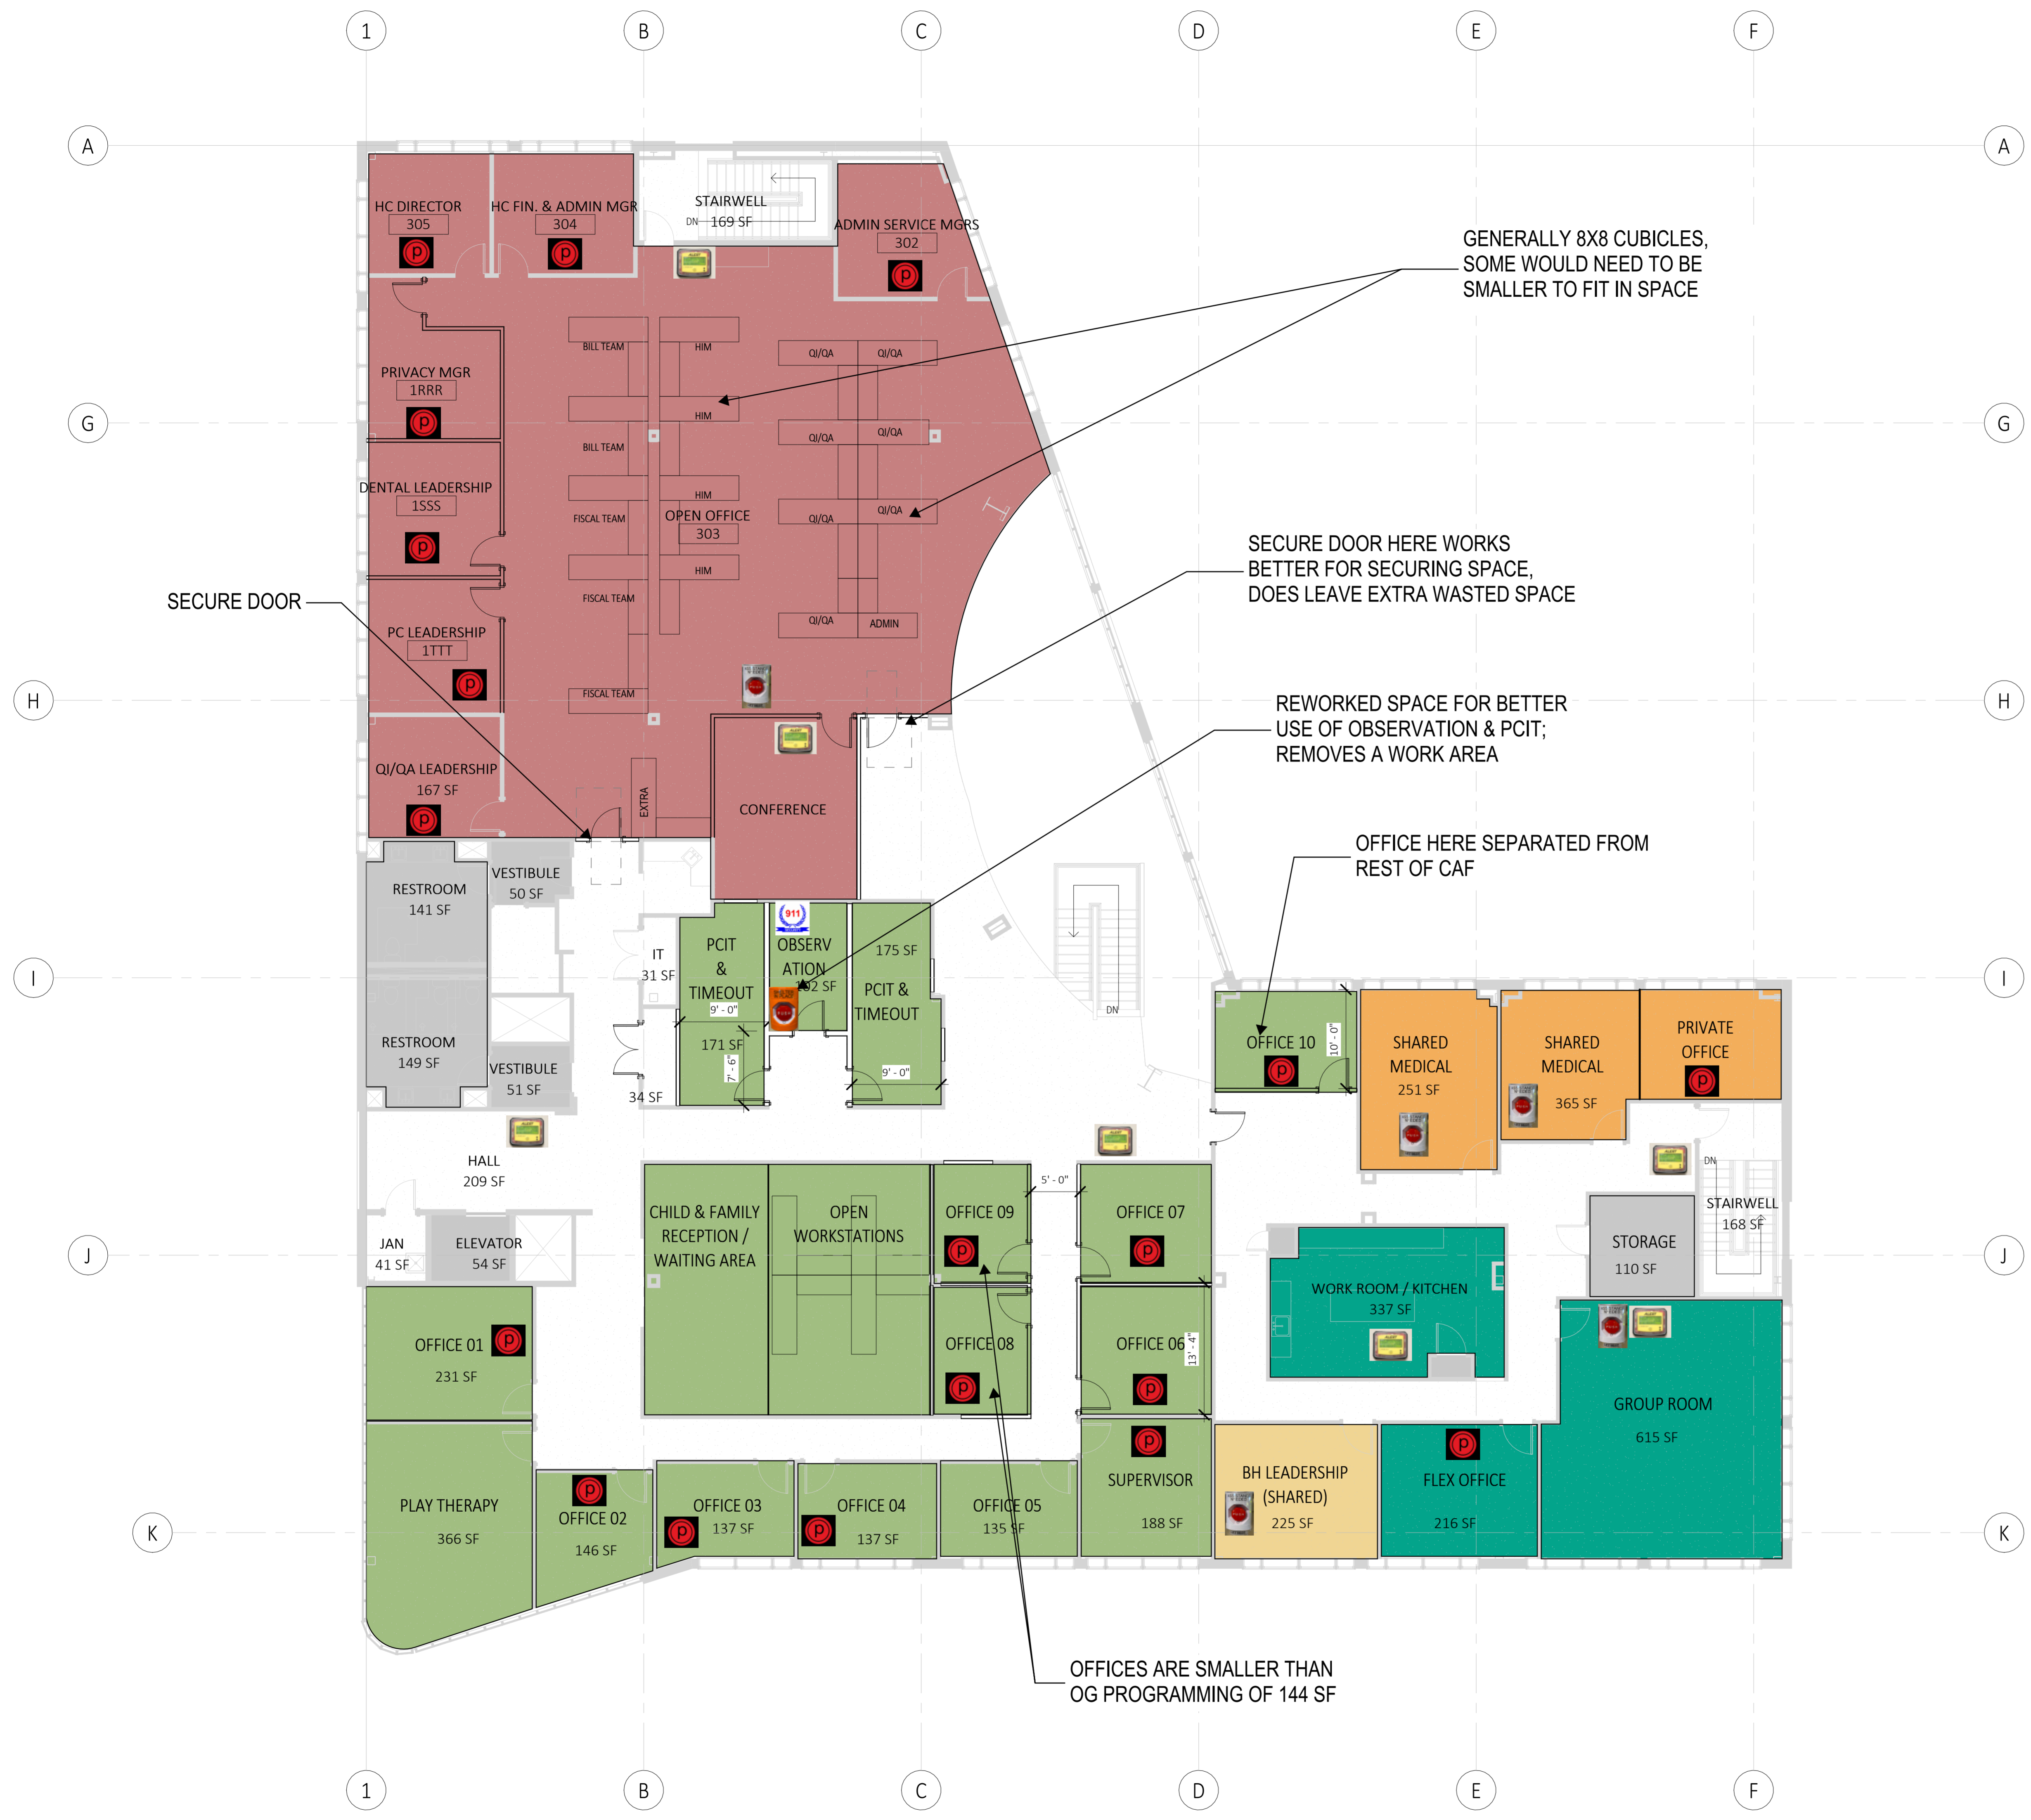 1
B
C
D
E
F
A
A
HC DIRECTOR
305
HC FIN. & ADMIN MGR
304
STAIRWELL
169 SF
DN
ADMIN SERVICE MGRS
302
GENERALLY 8X8 CUBICLES,
SOME WOULD NEED TO BE
SMALLER TO FIT IN SPACE
BILL TEAM
HIM
QI/QA
QI/QA
PRIVACY MGR
1RRR
HIM
G
G
BILL TEAM
QI/QA
QI/QA
DENTAL LEADERSHIP
1SSS
HIM
FISCAL TEAM
OPEN OFFICE
303
QI/QA
QI/QA
SECURE DOOR HERE WORKS
BETTER FOR SECURING SPACE,
DOES LEAVE EXTRA WASTED SPACE
HIM
FISCAL TEAM
SECURE DOOR
PC LEADERSHIP
1TTT
QI/QA
ADMIN
FISCAL TEAM
H
H
REWORKED SPACE FOR BETTER
USE OF OBSERVATION & PCIT;
REMOVES A WORK AREA
QI/QA LEADERSHIP
167 SF
EXTRA
CONFERENCE
OFFICE HERE SEPARATED FROM
REST OF CAF
RESTROOM
141 SF
VESTIBULE
50 SF
911
PCIT
&
TIMEOUT
9' - 0"
171 SF
7' - 6"
OBSERV
ATION
175 SF
PCIT &
TIMEOUT
9' - 0"
IT
31 SF
I
I
DN
RESTROOM
149 SF
VESTIBULE
51 SF
34 SF
OFFICE 10
10' - 0"
SHARED
MEDICAL
251 SF
SHARED
MEDICAL
365 SF
PRIVATE
OFFICE
HALL
209 SF
5' - 0"
DN
STAIRWELL
168 SF
CHILD & FAMILY
RECEPTION /
WAITING AREA
OPEN
WORKSTATIONS
OFFICE 09
OFFICE 07
JAN
41 SF
ELEVATOR
54 SF
J
J
STORAGE
110 SF
WORK ROOM / KITCHEN
337 SF
OFFICE 01
231 SF
OFFICE 08
OFFICE 06
13' - 4"
GROUP ROOM
615 SF
PLAY THERAPY
366 SF
OFFICE 02
146 SF
OFFICE 03
137 SF
OFFICE 04
137 SF
OFFICE 05
135 SF
SUPERVISOR
188 SF
BH LEADERSHIP
(SHARED)
225 SF
FLEX OFFICE
216 SF
K
K
OFFICES ARE SMALLER THAN
OG PROGRAMMING OF 144 SF
1
B
C
D
E
F